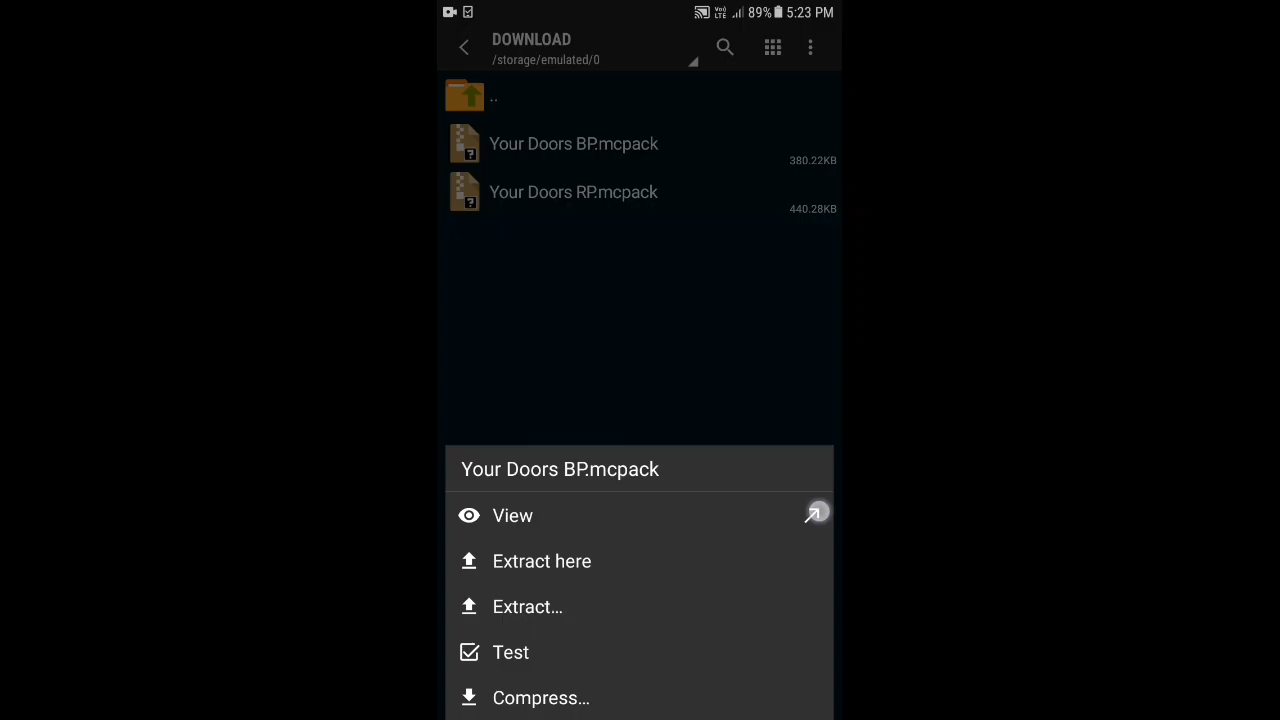 89% 5:23 PM
DOWNLOAD
/storage/emulated/0
..
Your Doors BP.mcpack
380.22KB
Your Doors RP.mcpack
440.28KB
Your Doors BP.mcpack
View
Extract here
Extract...
Test
Compress...